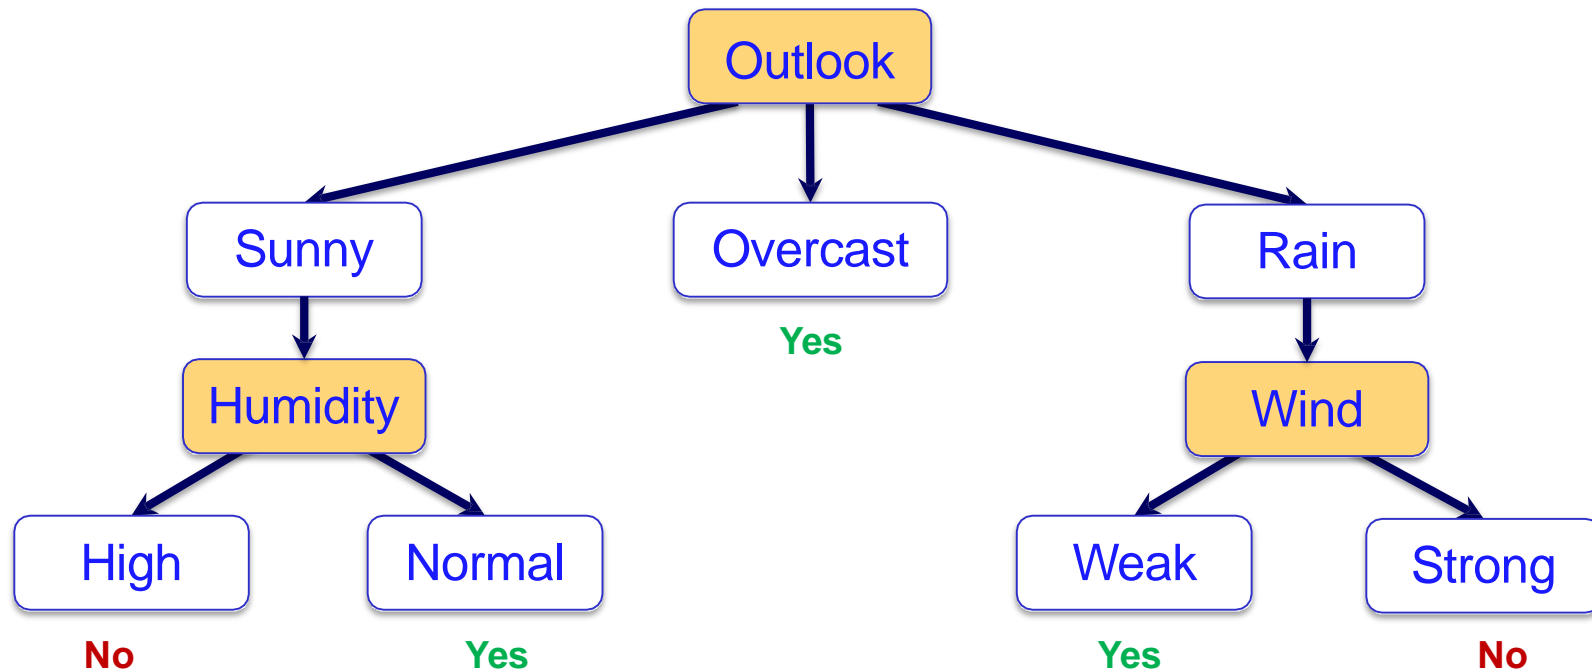 Outlook
Sunny
Overcast
Rain
Yes
Humidity
Wind
High
Normal
Weak
Strong
No
Yes
Yes
No